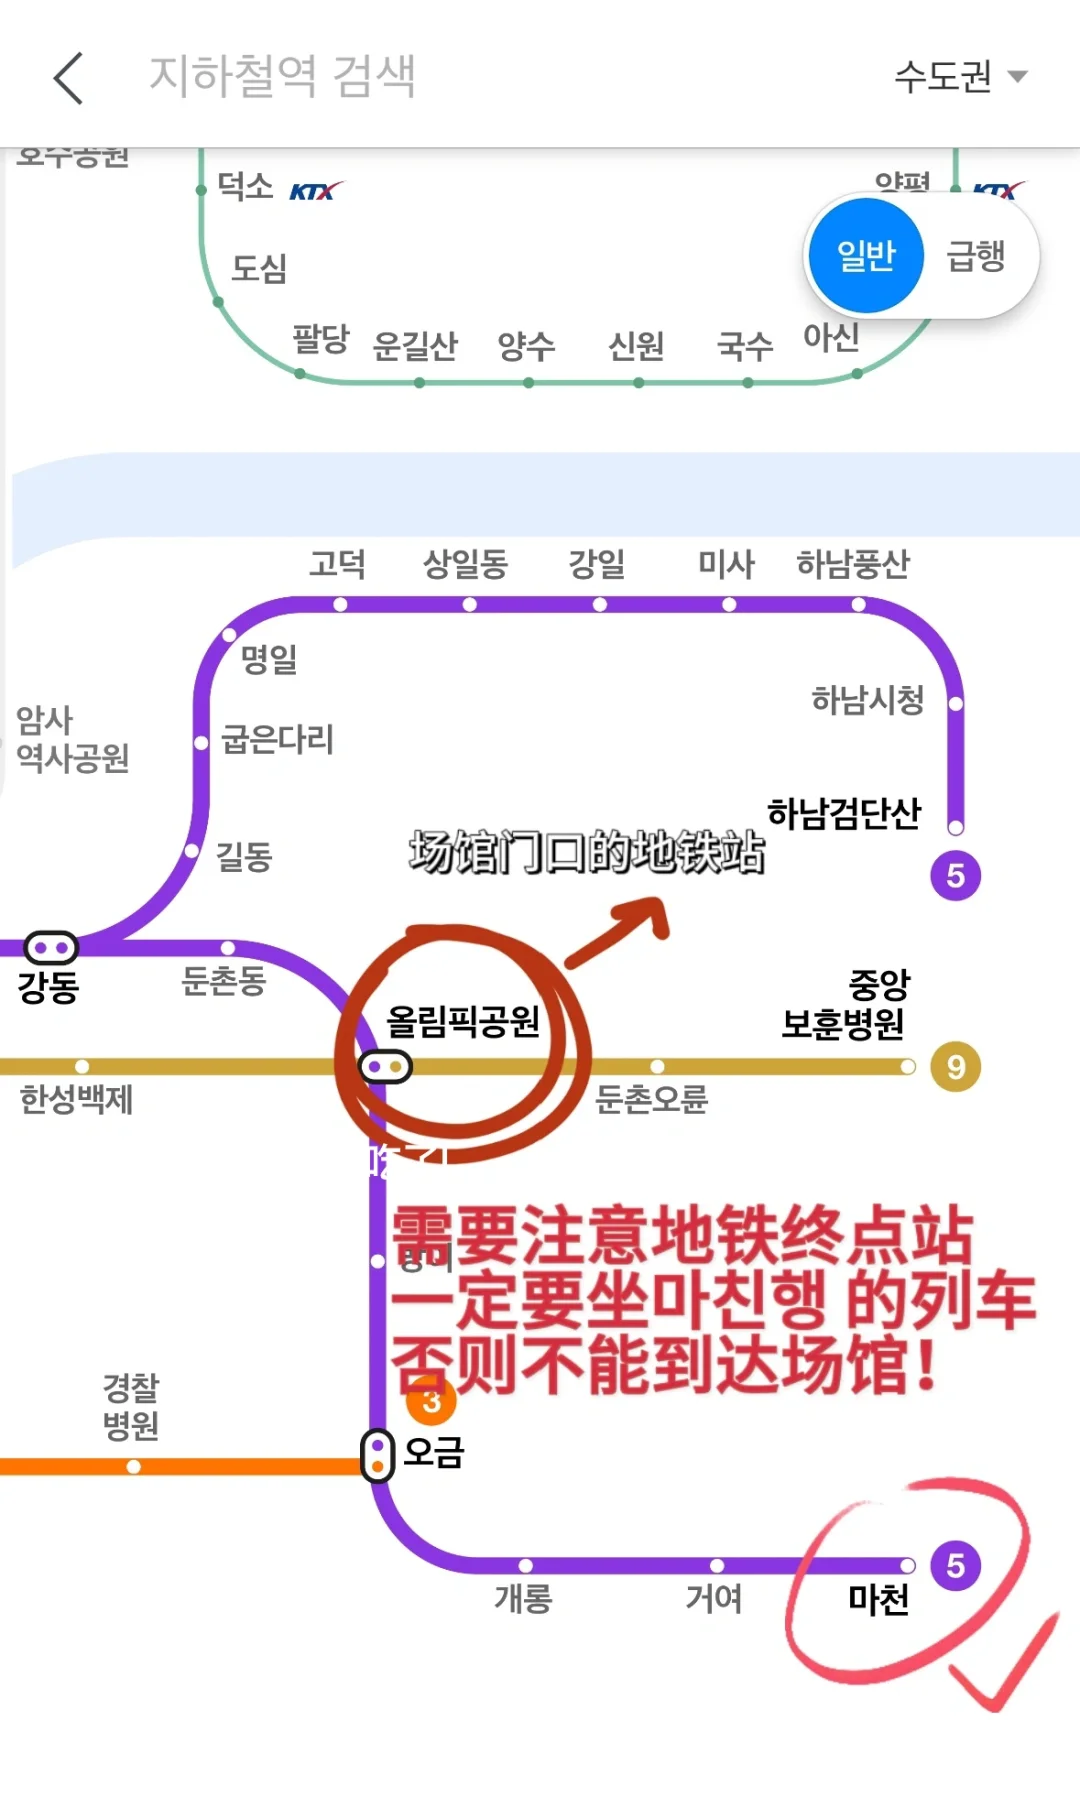 지하철역 검색
수도권
호수공원
덕소 KTX
양평 KTX
일반 급행
도심
팔당 운길산 양수 신원 국수 아신
고덕 상일동 강일 미사 하남풍산
명일
하남시청
암사
역사공원
굽은다리
하남검단산
场馆门口的地铁站
길동
5
강동
둔촌동
올림픽공원
중앙
보훈병원
9
한성백제
둔촌오륜
需要注意地铁终点站
一定要坐마친행 的列车
否则不能到达场馆！
경찰
병원
3
오금
5
개롱 거여 마천